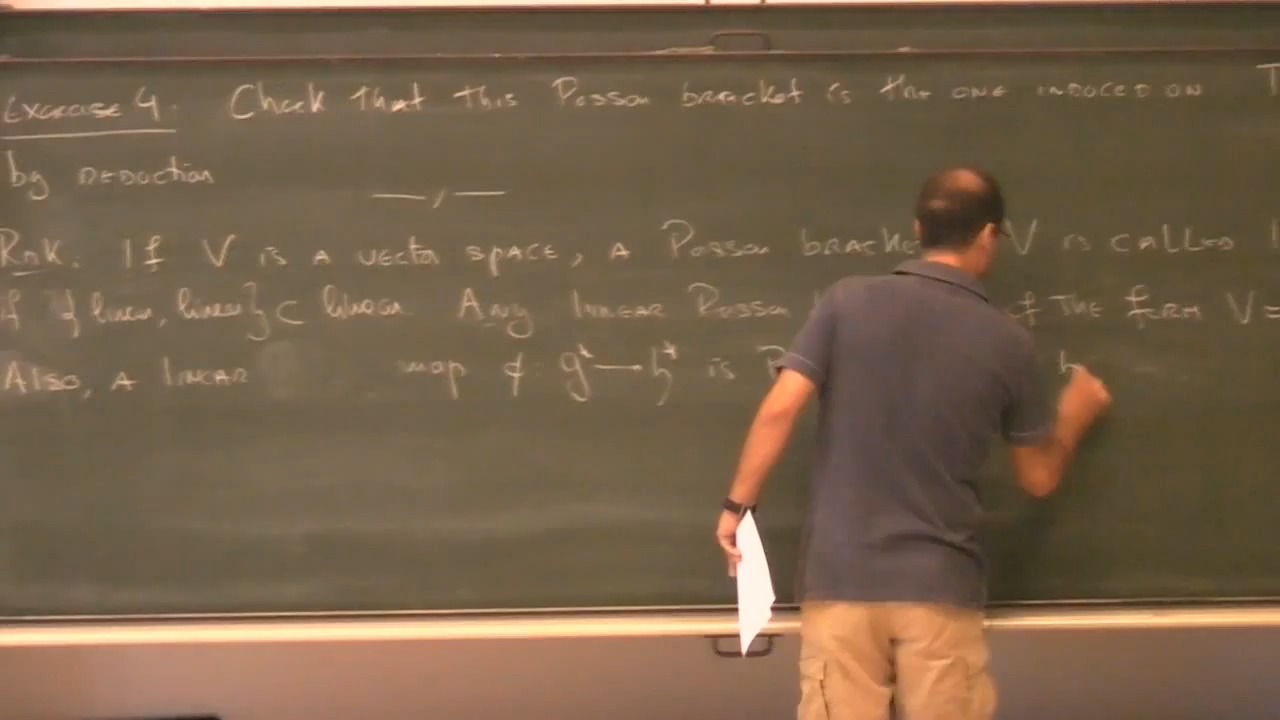 Exercise 4. Check that this Poisson bracket is the one induced on T
by reduction
— , —
Rmk. If V is a vector space, a Poisson bracke V is called
if { linear, linear} ⊂ linear. Any linear Poisson of the form V =
Also, a linear map ϕ: g* → h* is